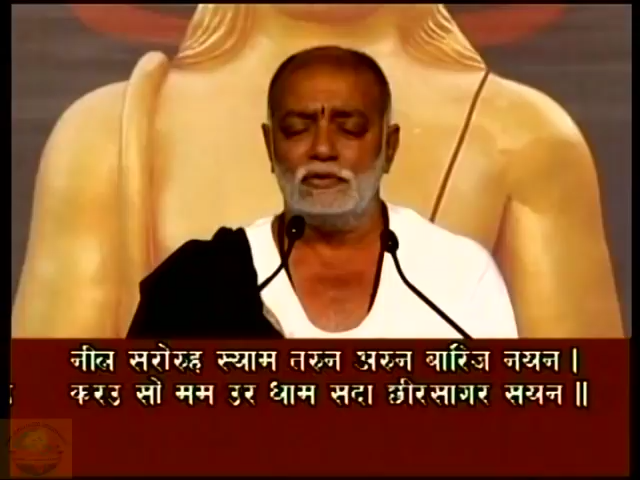 नील सरोरुह स्याम तरुन अरुन बारिज नयन |
करउ सो मम उर धाम सदा छीरसागर सयन ||